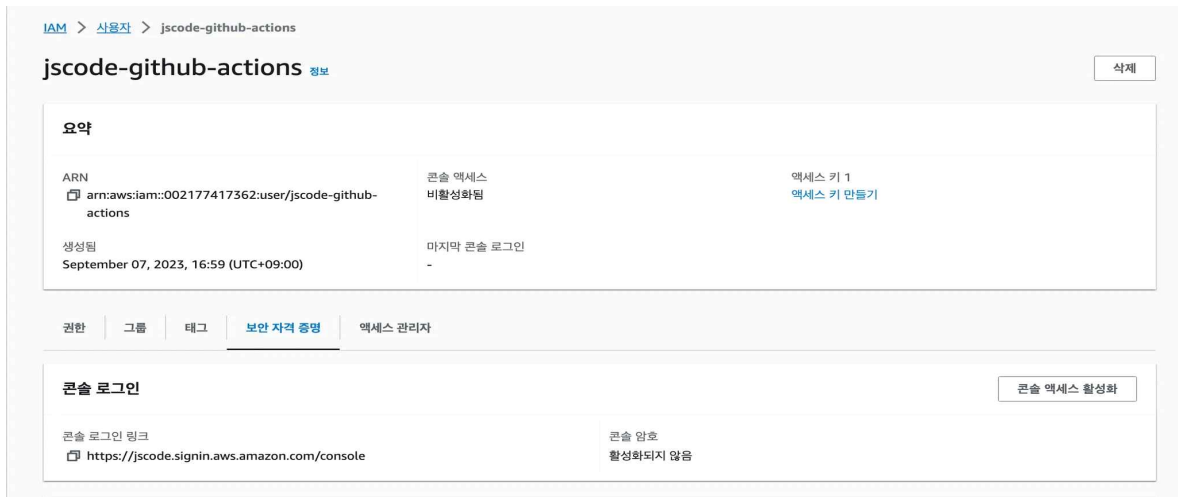 IAM > 사용자 > jscode-github-actions
jscode-github-actions 정보
삭제
요약
ARN
arn:aws:iam::002177417362:user/jscode-github-
actions
콘솔 액세스
비활성화됨
액세스 키 1
액세스 키 만들기
생성됨
September 07, 2023, 16:59 (UTC+09:00)
마지막 콘솔 로그인
-
권한 그룹 태그 보안 자격 증명 액세스 관리자
콘솔 로그인
콘솔 액세스 활성화
콘솔 로그인 링크
https://jscode.signin.aws.amazon.com/console
콘솔 암호
활성화되지 않음